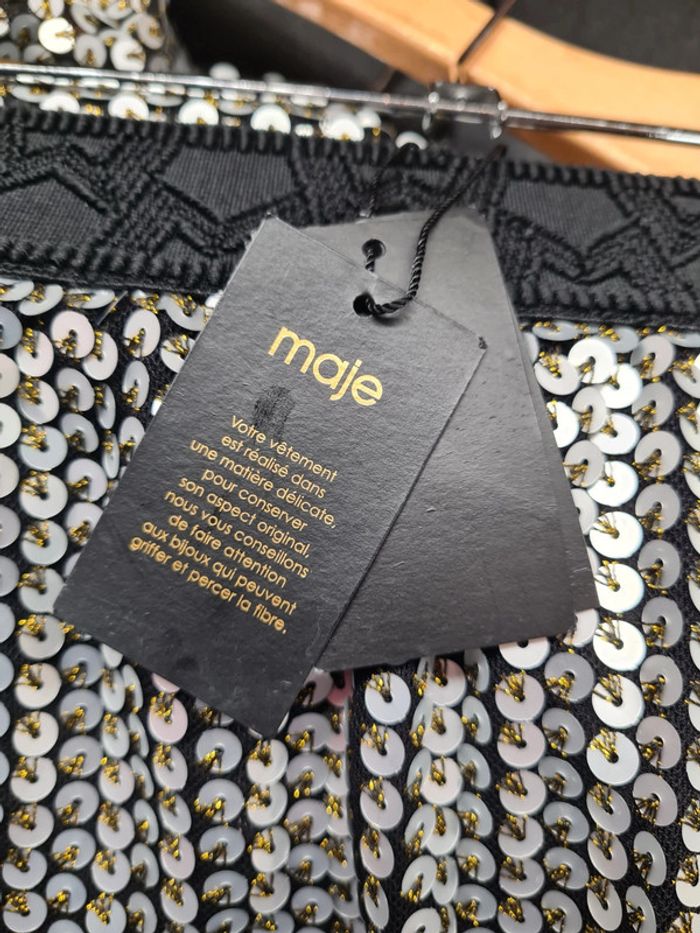 maje
Votre vêtement
est réalisé dans
une matière délicate,
pour conserver
son aspect original,
nous vous conseillons
de faire attention
aux bijoux qui peuvent
griffer et percer la fibre.